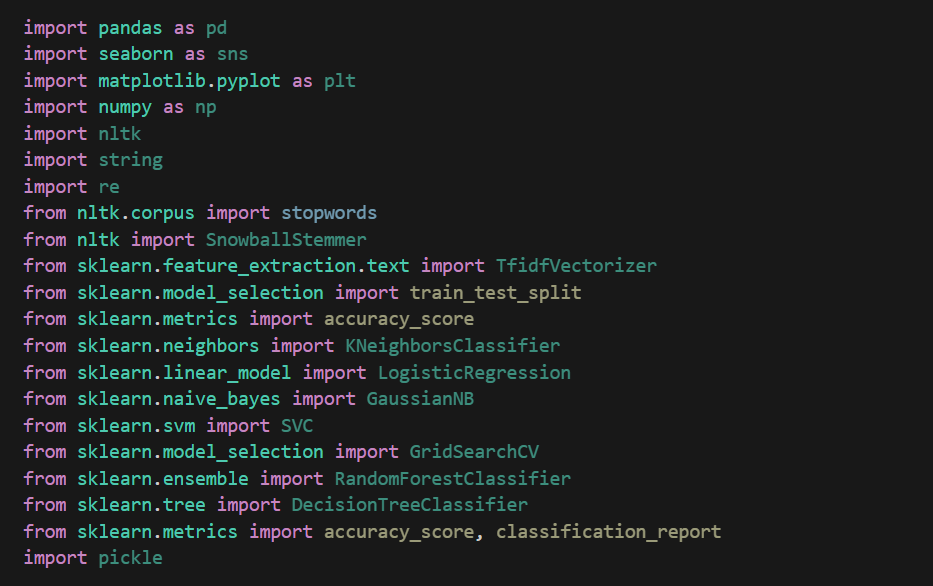 import pandas as pd
import seaborn as sns
import matplotlib.pyplot as plt
import numpy as np
import nltk
import string
import re
from nltk.corpus import stopwords
from nltk import SnowballStemmer
from sklearn.feature_extraction.text import TfidfVectorizer
from sklearn.model_selection import train_test_split
from sklearn.metrics import accuracy_score
from sklearn.neighbors import KNeighborsClassifier
from sklearn.linear_model import LogisticRegression
from sklearn.naive_bayes import GaussianNB
from sklearn.svm import SVC
from sklearn.model_selection import GridSearchCV
from sklearn.ensemble import RandomForestClassifier
from sklearn.tree import DecisionTreeClassifier
from sklearn.metrics import accuracy_score, classification_report
import pickle